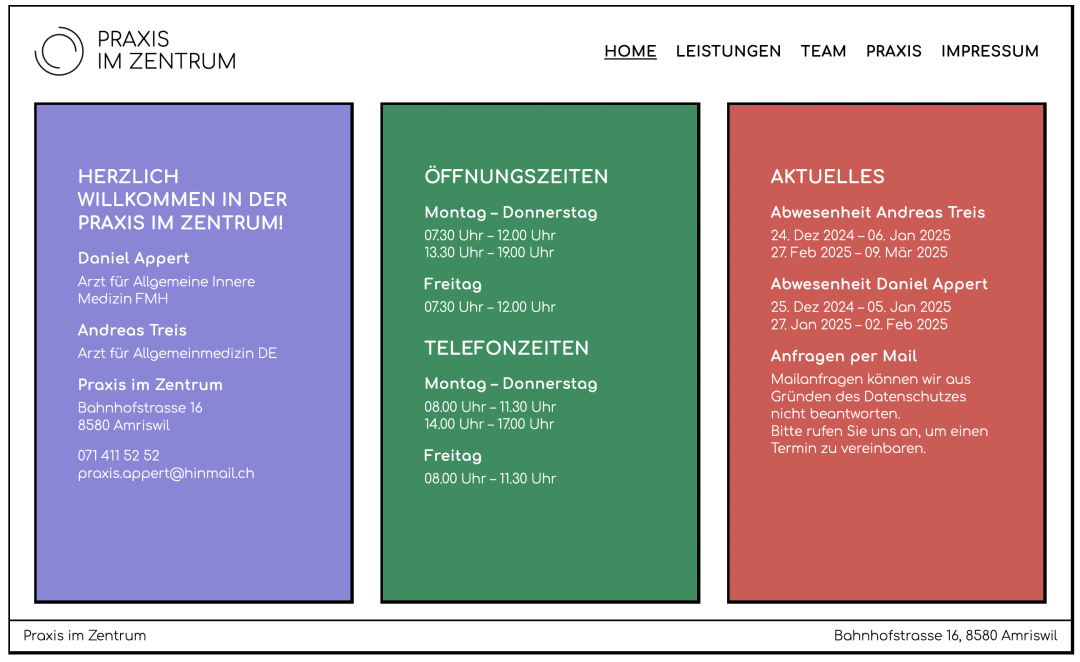 PRAXIS
IM ZENTRUM
HOME LEISTUNGEN TEAM PRAXIS IMPRESSUM
HERZLICH
WILLKOMMEN IN DER
PRAXIS IM ZENTRUM!
Daniel Appert
Arzt für Allgemeine Innere
Medizin FMH
Andreas Treis
Arzt für Allgemeinmedizin DE
Praxis im Zentrum
Bahnhofstrasse 16
8580 Amriswil
071 411 52 52
praxis.appert@hinmail.ch
ÖFFNUNGSZEITEN
Montag – Donnerstag
07.30 Uhr – 12.00 Uhr
13.30 Uhr – 19.00 Uhr
Freitag
07.30 Uhr – 12.00 Uhr
TELEFONZEITEN
Montag – Donnerstag
08.00 Uhr – 11.30 Uhr
14.00 Uhr – 17.00 Uhr
Freitag
08.00 Uhr – 11.30 Uhr
AKTUELLES
Abwesenheit Andreas Treis
24. Dez 2024 – 06. Jan 2025
27. Feb 2025 – 09. Mär 2025
Abwesenheit Daniel Appert
25. Dez 2024 – 05. Jan 2025
27. Jan 2025 – 02. Feb 2025
Anfragen per Mail
Mailanfragen können wir aus
Gründen des Datenschutzes
nicht beantworten.
Bitte rufen Sie uns an, um einen
Termin zu vereinbaren.
Praxis im Zentrum
Bahnhofstrasse 16, 8580 Amriswil